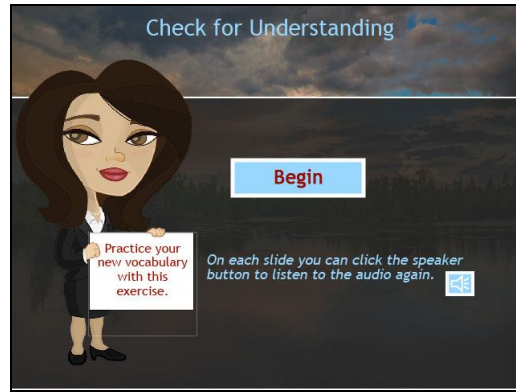 Check for Understanding
Begin
Practice your
new vocabulary
with this
exercise.
On each slide you can click the speaker
button to listen to the audio again.